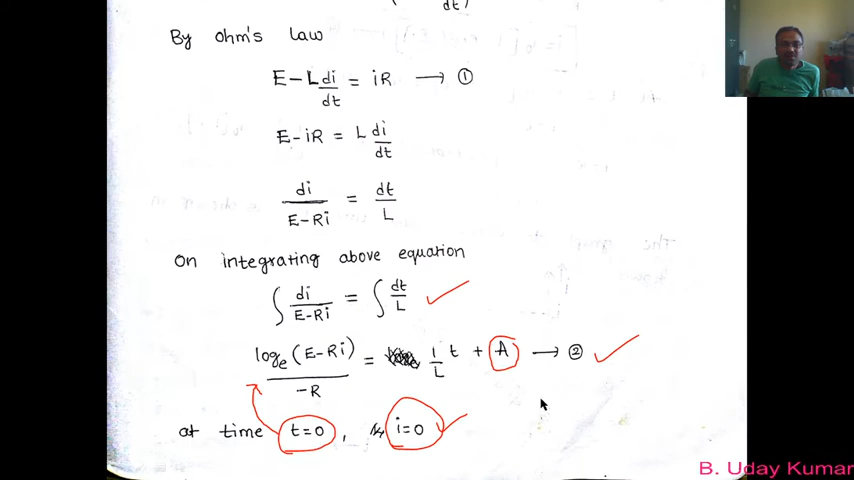 dt)
By ohm's law
E-L di/dt = iR → ①
E-iR = L di/dt
di/E-Ri = dt/L
On integrating above equation
∫ di/E-Ri = ∫ dt/L
logₑ(E-Ri)/-R = 1/L t + A → ②
at time t=0, i=0
B. Uday Kumar